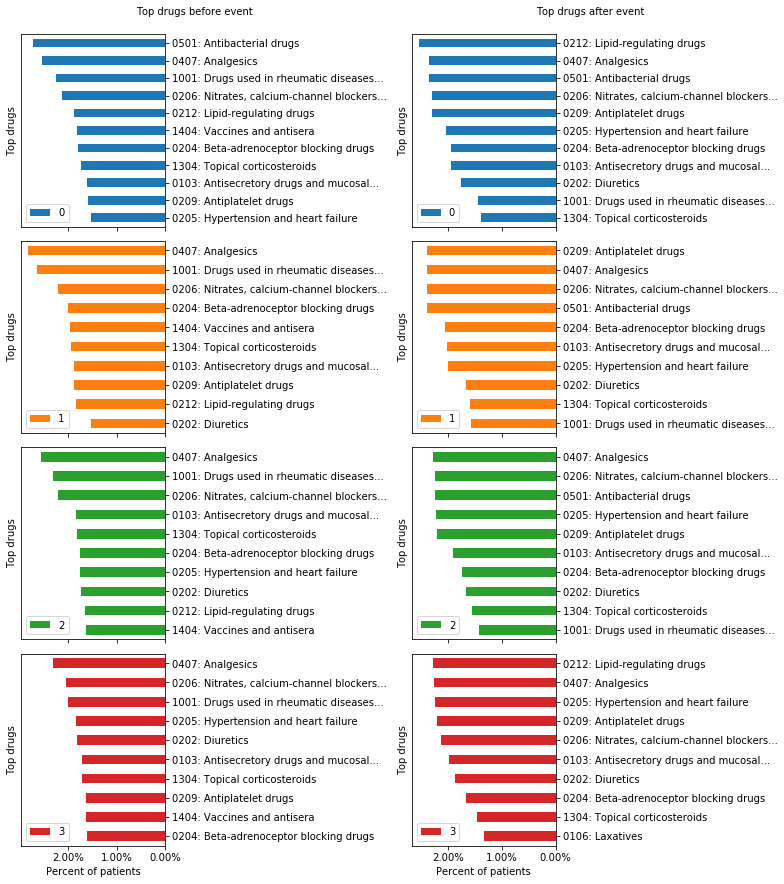 Top drugs before event
Top drugs
0501: Antibacterial drugs
0407: Analgesics
1001: Drugs used in rheumatic diseases...
0206: Nitrates, calcium-channel blockers...
0212: Lipid-regulating drugs
1404: Vaccines and antisera
0204: Beta-adrenoceptor blocking drugs
1304: Topical corticosteroids
0103: Antisecretory drugs and mucosal...
0209: Antiplatelet drugs
0205: Hypertension and heart failure
0
Top drugs
0407: Analgesics
1001: Drugs used in rheumatic diseases...
0206: Nitrates, calcium-channel blockers...
0204: Beta-adrenoceptor blocking drugs
1404: Vaccines and antisera
1304: Topical corticosteroids
0103: Antisecretory drugs and mucosal...
0209: Antiplatelet drugs
0212: Lipid-regulating drugs
0202: Diuretics
1
Top drugs
0407: Analgesics
1001: Drugs used in rheumatic diseases...
0206: Nitrates, calcium-channel blockers...
0103: Antisecretory drugs and mucosal...
1304: Topical corticosteroids
0204: Beta-adrenoceptor blocking drugs
0205: Hypertension and heart failure
0202: Diuretics
0212: Lipid-regulating drugs
1404: Vaccines and antisera
2
Top drugs
0407: Analgesics
0206: Nitrates, calcium-channel blockers...
1001: Drugs used in rheumatic diseases...
0205: Hypertension and heart failure
0202: Diuretics
0103: Antisecretory drugs and mucosal...
1304: Topical corticosteroids
0209: Antiplatelet drugs
1404: Vaccines and antisera
0204: Beta-adrenoceptor blocking drugs
3
2.00% 1.00% 0.00%
Percent of patients
Top drugs after event
Top drugs
0212: Lipid-regulating drugs
0407: Analgesics
0501: Antibacterial drugs
0206: Nitrates, calcium-channel blockers...
0209: Antiplatelet drugs
0205: Hypertension and heart failure
0204: Beta-adrenoceptor blocking drugs
0103: Antisecretory drugs and mucosal...
0202: Diuretics
1001: Drugs used in rheumatic diseases...
1304: Topical corticosteroids
0
Top drugs
0209: Antiplatelet drugs
0407: Analgesics
0206: Nitrates, calcium-channel blockers...
0501: Antibacterial drugs
0204: Beta-adrenoceptor blocking drugs
0103: Antisecretory drugs and mucosal...
0205: Hypertension and heart failure
0202: Diuretics
1304: Topical corticosteroids
1001: Drugs used in rheumatic diseases...
1
Top drugs
0407: Analgesics
0206: Nitrates, calcium-channel blockers...
0501: Antibacterial drugs
0205: Hypertension and heart failure
0209: Antiplatelet drugs
0103: Antisecretory drugs and mucosal...
0204: Beta-adrenoceptor blocking drugs
0202: Diuretics
1304: Topical corticosteroids
1001: Drugs used in rheumatic diseases...
2
Top drugs
0212: Lipid-regulating drugs
0407: Analgesics
0205: Hypertension and heart failure
0209: Antiplatelet drugs
0206: Nitrates, calcium-channel blockers...
0103: Antisecretory drugs and mucosal...
0202: Diuretics
0204: Beta-adrenoceptor blocking drugs
1304: Topical corticosteroids
0106: Laxatives
3
2.00% 1.00% 0.00%
Percent of patients